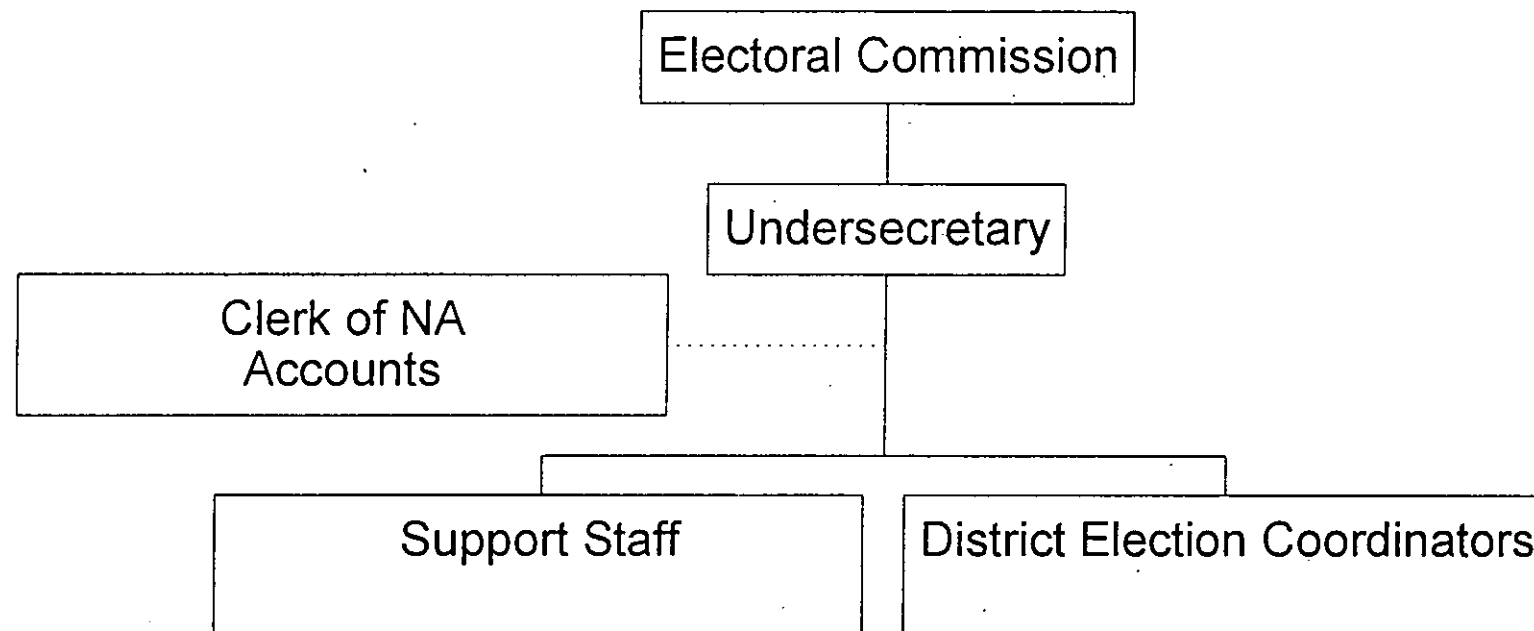 Electoral Commission
Undersecretary
Clerk of NA
Accounts
Support Staff
District Election Coordinators